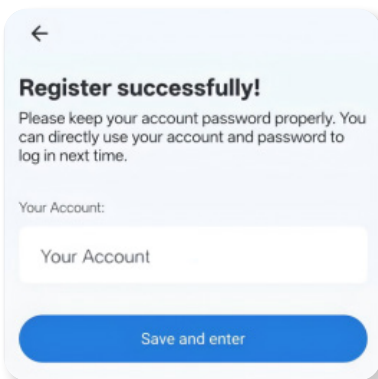 Register successfully!
Please keep your account password properly. You
can directly use your account and password to
log in next time.
Your Account:
Your Account
Save and enter